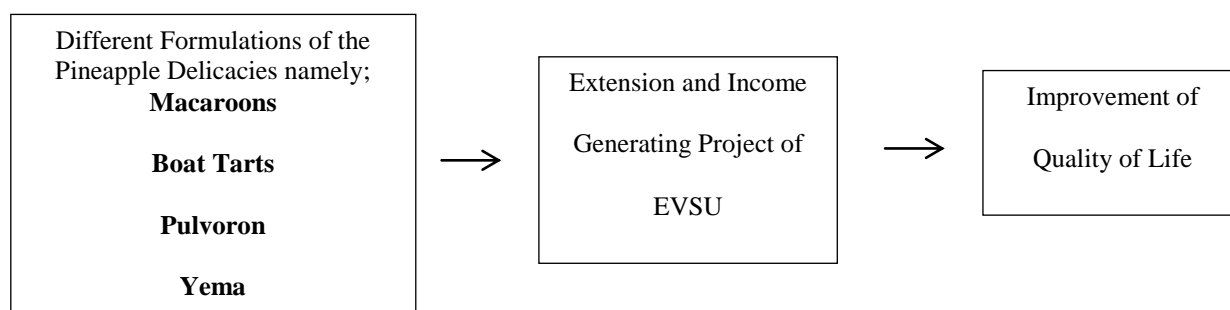 Different Formulations of the
Pineapple Delicacies namely;
Macaroons
Boat Tarts
Pulvoron
Yema
Extension and Income
Generating Project of
EVSU
Improvement of
Quality of Life